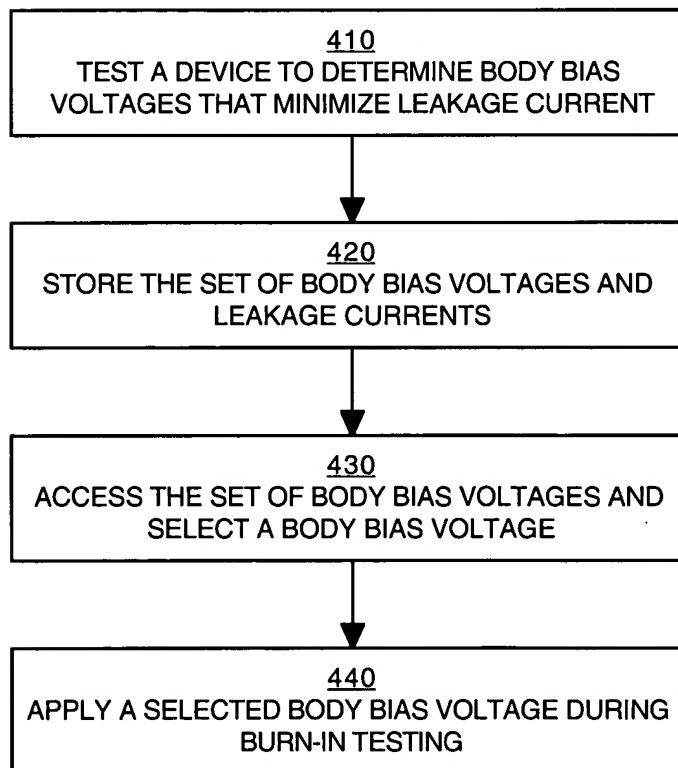 410
TEST A DEVICE TO DETERMINE BODY BIAS
VOLTAGES THAT MINIMIZE LEAKAGE CURRENT
420
STORE THE SET OF BODY BIAS VOLTAGES AND
LEAKAGE CURRENTS
430
ACCESS THE SET OF BODY BIAS VOLTAGES AND
SELECT A BODY BIAS VOLTAGE
440
APPLY A SELECTED BODY BIAS VOLTAGE DURING
BURN-IN TESTING